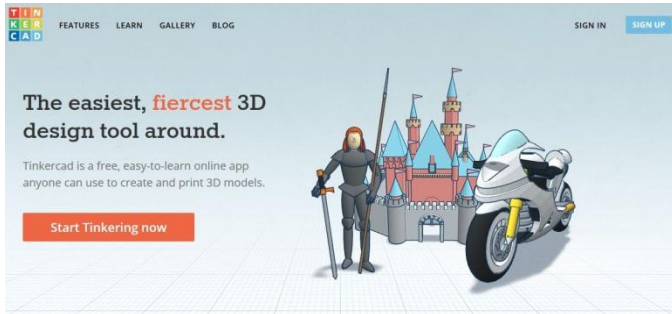 TIN
KER
CAD
FEATURES LEARN GALLERY BLOG SIGN IN SIGN UP
The easiest, fiercest 3D
design tool around.
Tinkercad is a free, easy-to-learn online app
anyone can use to create and print 3D models.
Start Tinkering now